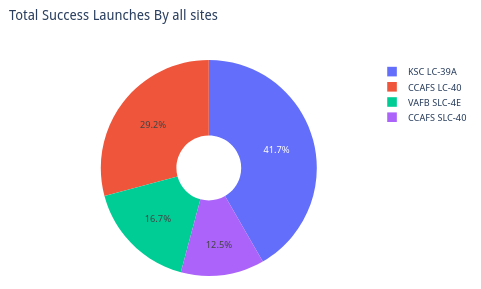 Total Success Launches By all sites
KSC LC-39A
CCAFS LC-40
VAFB SLC-4E
CCAFS SLC-40
29.2%
41.7%
16.7%
12.5%